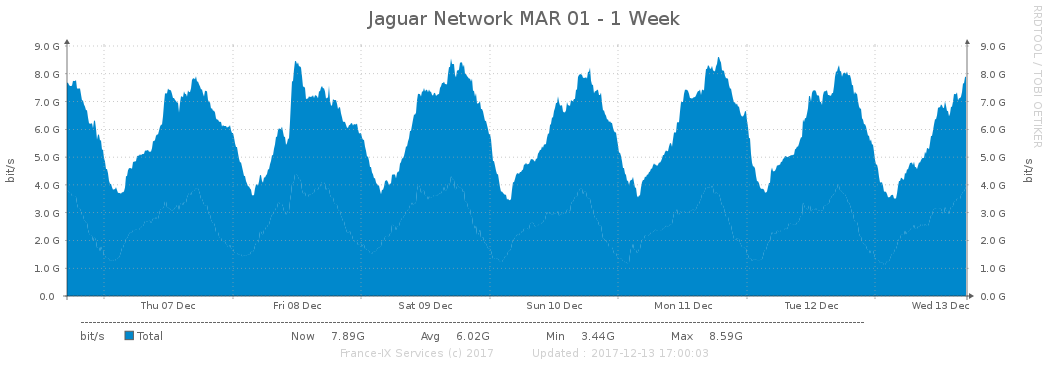 Jaguar Network MAR 01 - 1 Week
RRDTOOL / TOBI OETIKER
9.0 G 9.0 G
8.0 G 8.0 G
7.0 G 7.0 G
6.0 G 6.0 G
5.0 G 5.0 G
bit/s bit/s
4.0 G 4.0 G
3.0 G 3.0 G
2.0 G 2.0 G
1.0 G 1.0 G
0.0 0.0 G
Thu 07 Dec Fri 08 Dec Sat 09 Dec Sun 10 Dec Mon 11 Dec Tue 12 Dec Wed 13 Dec
bit/s Total Now 7.89G Avg 6.02G Min 3.44G Max 8.59G
France-IX Services (c) 2017 Updated : 2017-12-13 17:00:03